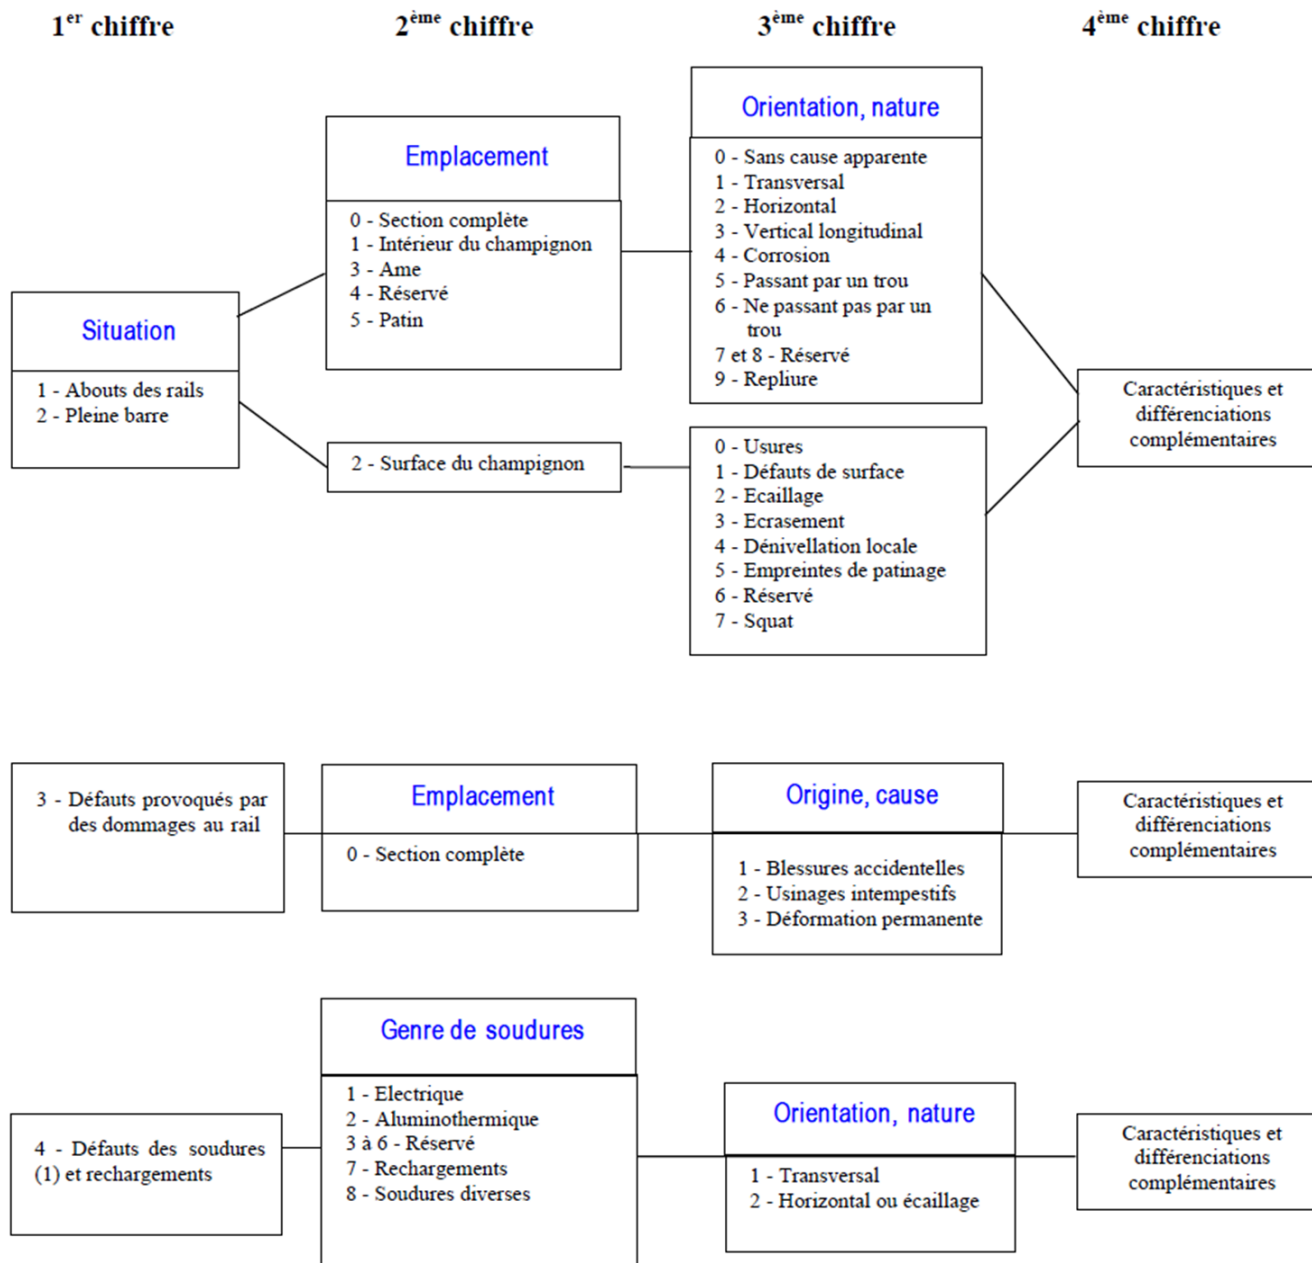 1er chiffre
2ème chiffre
3ème chiffre
4ème chiffre
Situation
1 - Abouts des rails
2 - Pleine barre
Emplacement
0 - Section complète
1 - Intérieur du champignon
3 - Ame
4 - Réservé
5 - Patin
2 - Surface du champignon
Orientation, nature
0 - Sans cause apparente
1 - Transversal
2 - Horizontal
3 - Vertical longitudinal
4 - Corrosion
5 - Passant par un trou
6 - Ne passant pas par un
trou
7 et 8 - Réservé
9 - Repliure
0 - Usures
1 - Défauts de surface
2 - Ecaillage
3 - Ecrasement
4 - Dénivellation locale
5 - Empreintes de patinage
6 - Réservé
7 - Squat
Caractéristiques et
différenciations
complémentaires
3 - Défauts provoqués par
des dommages au rail
Emplacement
0 - Section complète
Origine, cause
1 - Blessures accidentelles
2 - Usinages intempestifs
3 - Déformation permanente
Caractéristiques et
différenciations
complémentaires
4 - Défauts des soudures
(1) et rechargements
Genre de soudures
1 - Electrique
2 - Aluminothermique
3 à 6 - Réservé
7 - Rechargements
8 - Soudures diverses
Orientation, nature
1 - Transversal
2 - Horizontal ou écaillage
Caractéristiques et
différenciations
complémentaires